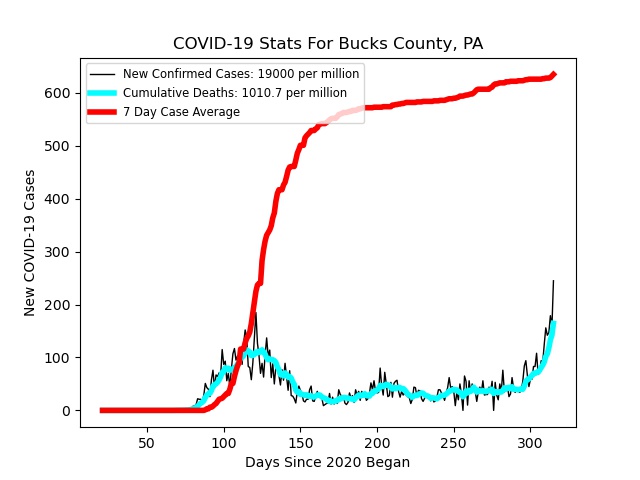 COVID-19 Stats For Bucks County, PA
New Confirmed Cases: 19000 per million
Cumulative Deaths: 1010.7 per million
7 Day Case Average
600
500
400
300
200
100
0
New COVID-19 Cases
50 100 150 200 250 300
Days Since 2020 Began